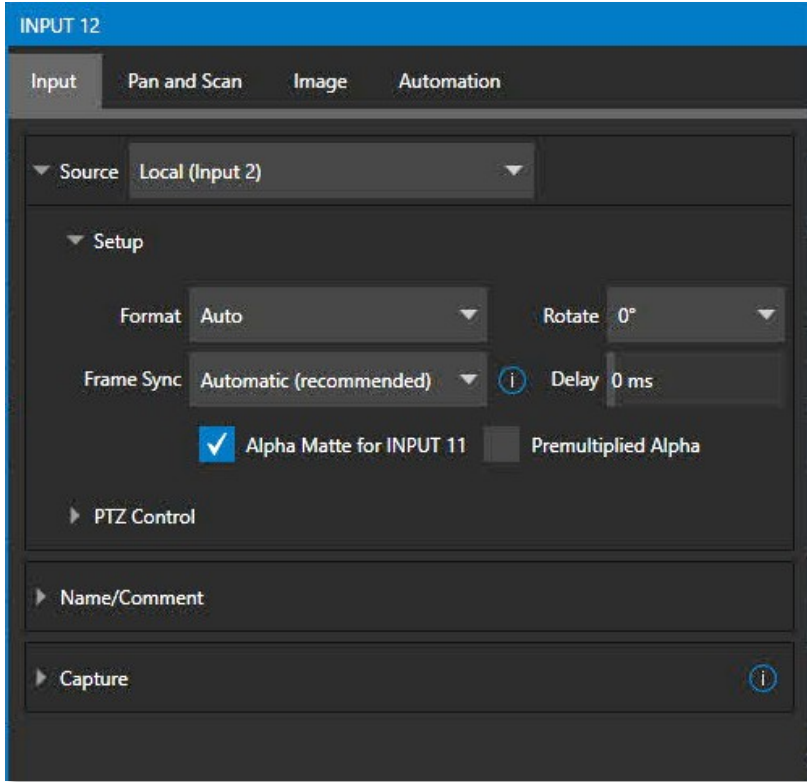 INPUT 12
Input Pan and Scan Image Automation
Source Local (Input 2)
Setup
Format Auto Rotate 0°
Frame Sync Automatic (recommended) i Delay 0 ms
Alpha Matte for INPUT 11 Premultiplied Alpha
PTZ Control
Name/Comment
Capture i